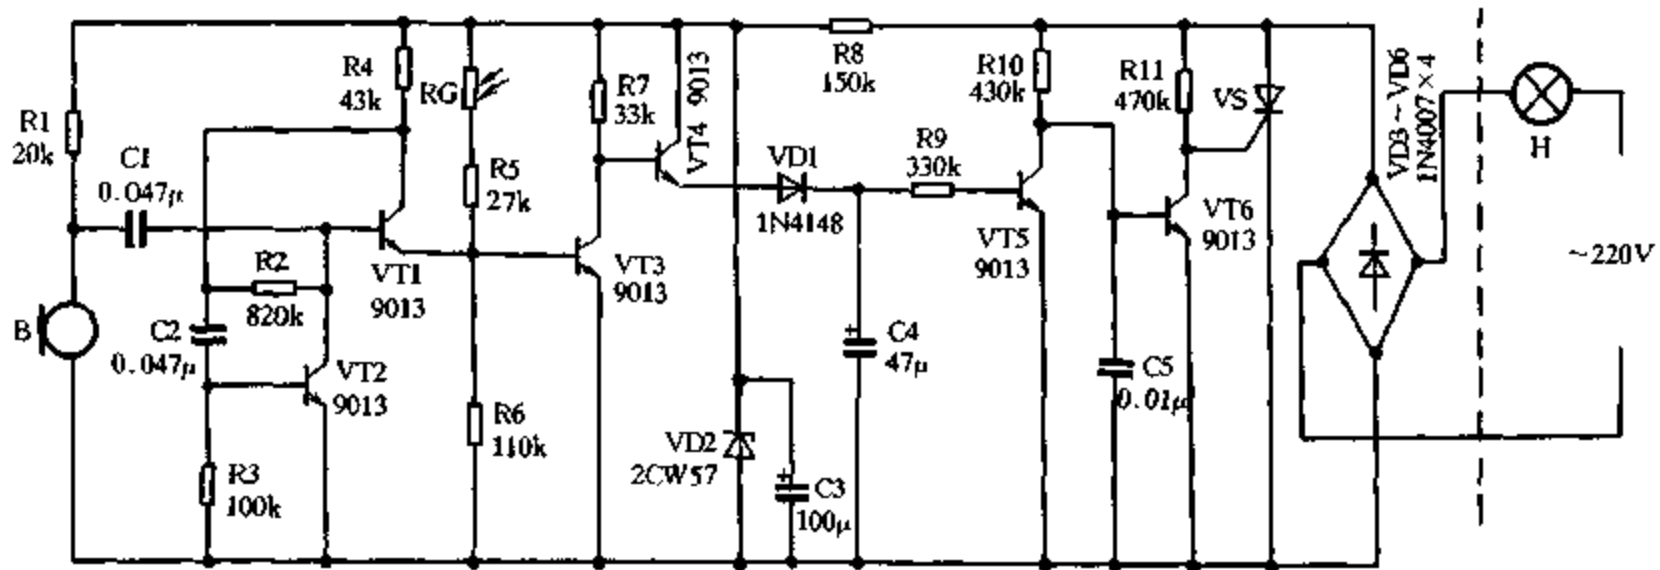 R1
20k
C1
0.047μ
B
R4
43k
R2
820k
C2
0.047μ
R3
100k
VT1
9013
VT2
9013
RG
R5
27k
R6
110k
R7
33k
VT3
9013
VT4 9013
VD1
1N4148
VD2
2CW57
C3
100μ
+
R8
150k
R9
330k
C4
47μ
+
R10
430k
VT5
9013
C5
0.01μ
R11
470k
VT6
9013
VS
VD3~VD6
1N4007×4
H
~220V